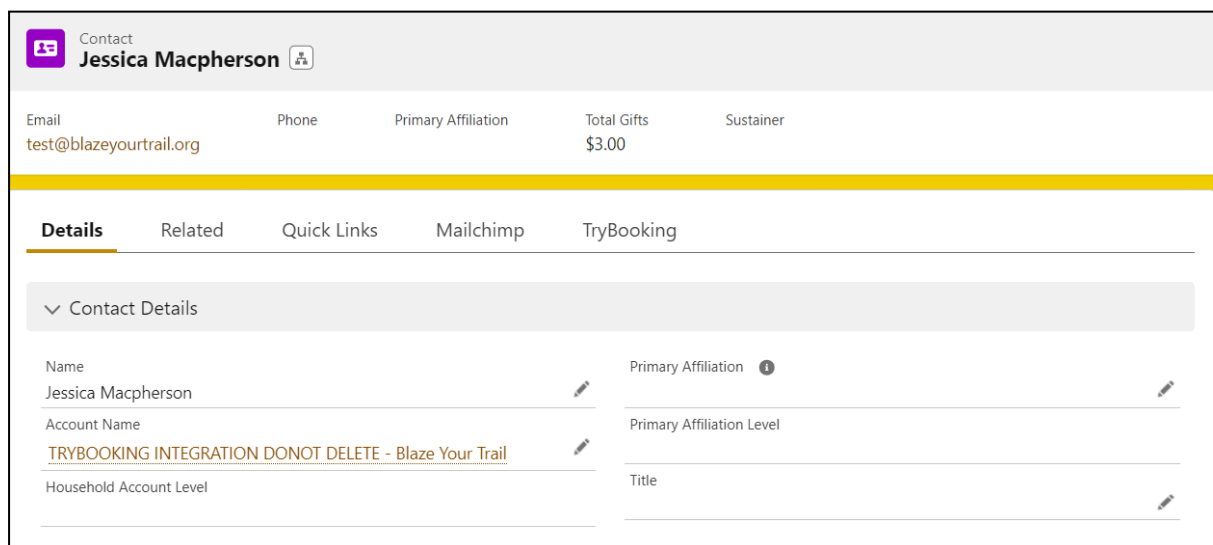 Contact
Jessica Macpherson
Email Phone Primary Affiliation Total Gifts Sustainer
test@blazeyourtrail.org $3.00
Details Related Quick Links Mailchimp TryBooking
Contact Details
Name Primary Affiliation
Jessica Macpherson
Account Name Primary Affiliation Level
TRYBOOKING INTEGRATION DONOT DELETE - Blaze Your Trail
Household Account Level Title